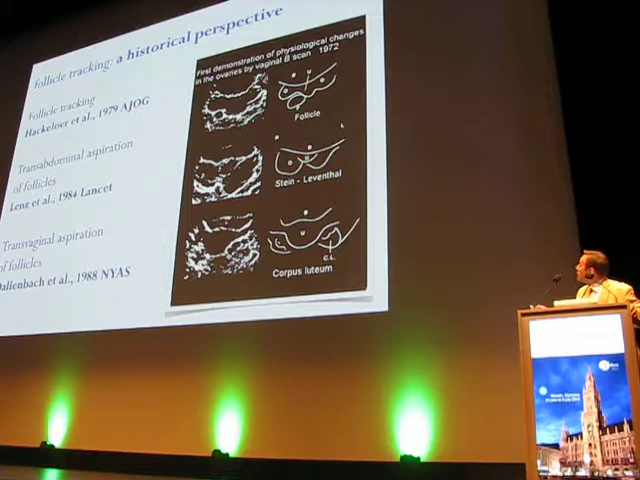 follicle tracking: a historical perspective
Follicle tracking
Hackeloer et al., 1979 AJOG
Transabdominal aspiration
of follicles
Lenz et al., 1984 Lancet
Transvaginal aspiration
of follicles
Dallenbach et al., 1988 NYAS
First demonstration of physiological changes
in the ovaries by vaginal B scan 1972
Follicle
Stein - Leventhal
C.L.
Corpus luteum